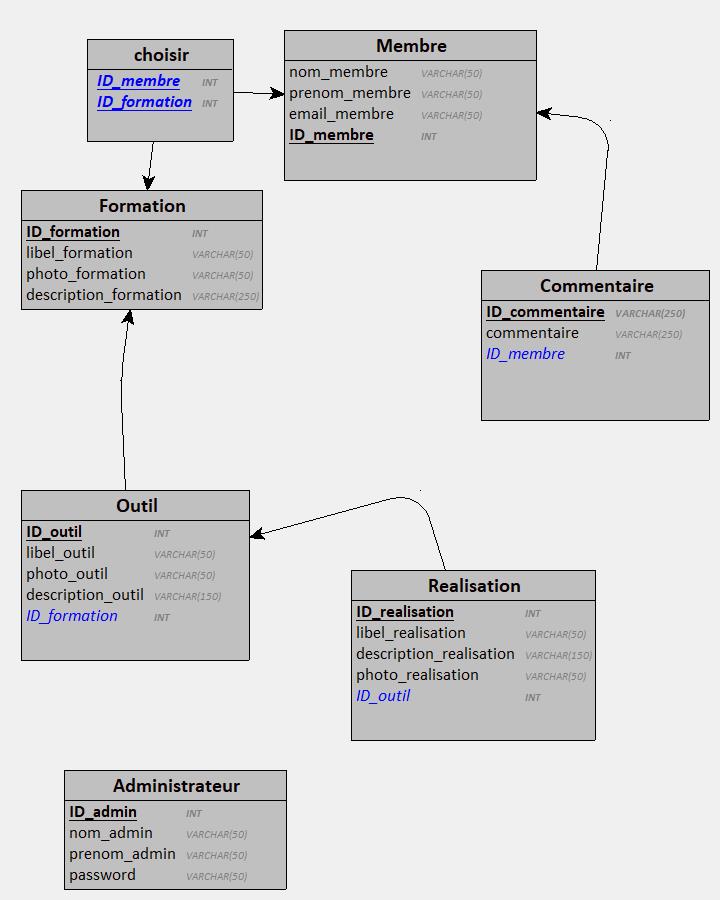 choisir
ID_membre INT
ID_formation INT
Membre
nom_membre VARCHAR(50)
prenom_membre VARCHAR(50)
email_membre VARCHAR(50)
ID_membre INT
Formation
ID_formation INT
libel_formation VARCHAR(50)
photo_formation VARCHAR(50)
description_formation VARCHAR(250)
Commentaire
ID_commentaire VARCHAR(250)
commentaire VARCHAR(250)
ID_membre INT
Outil
ID_outil INT
libel_outil VARCHAR(50)
photo_outil VARCHAR(50)
description_outil VARCHAR(150)
ID_formation INT
Realisation
ID_realisation INT
libel_realisation VARCHAR(50)
description_realisation VARCHAR(150)
photo_realisation VARCHAR(50)
ID_outil INT
Administrateur
ID_admin INT
nom_admin VARCHAR(50)
prenom_admin VARCHAR(50)
password VARCHAR(50)